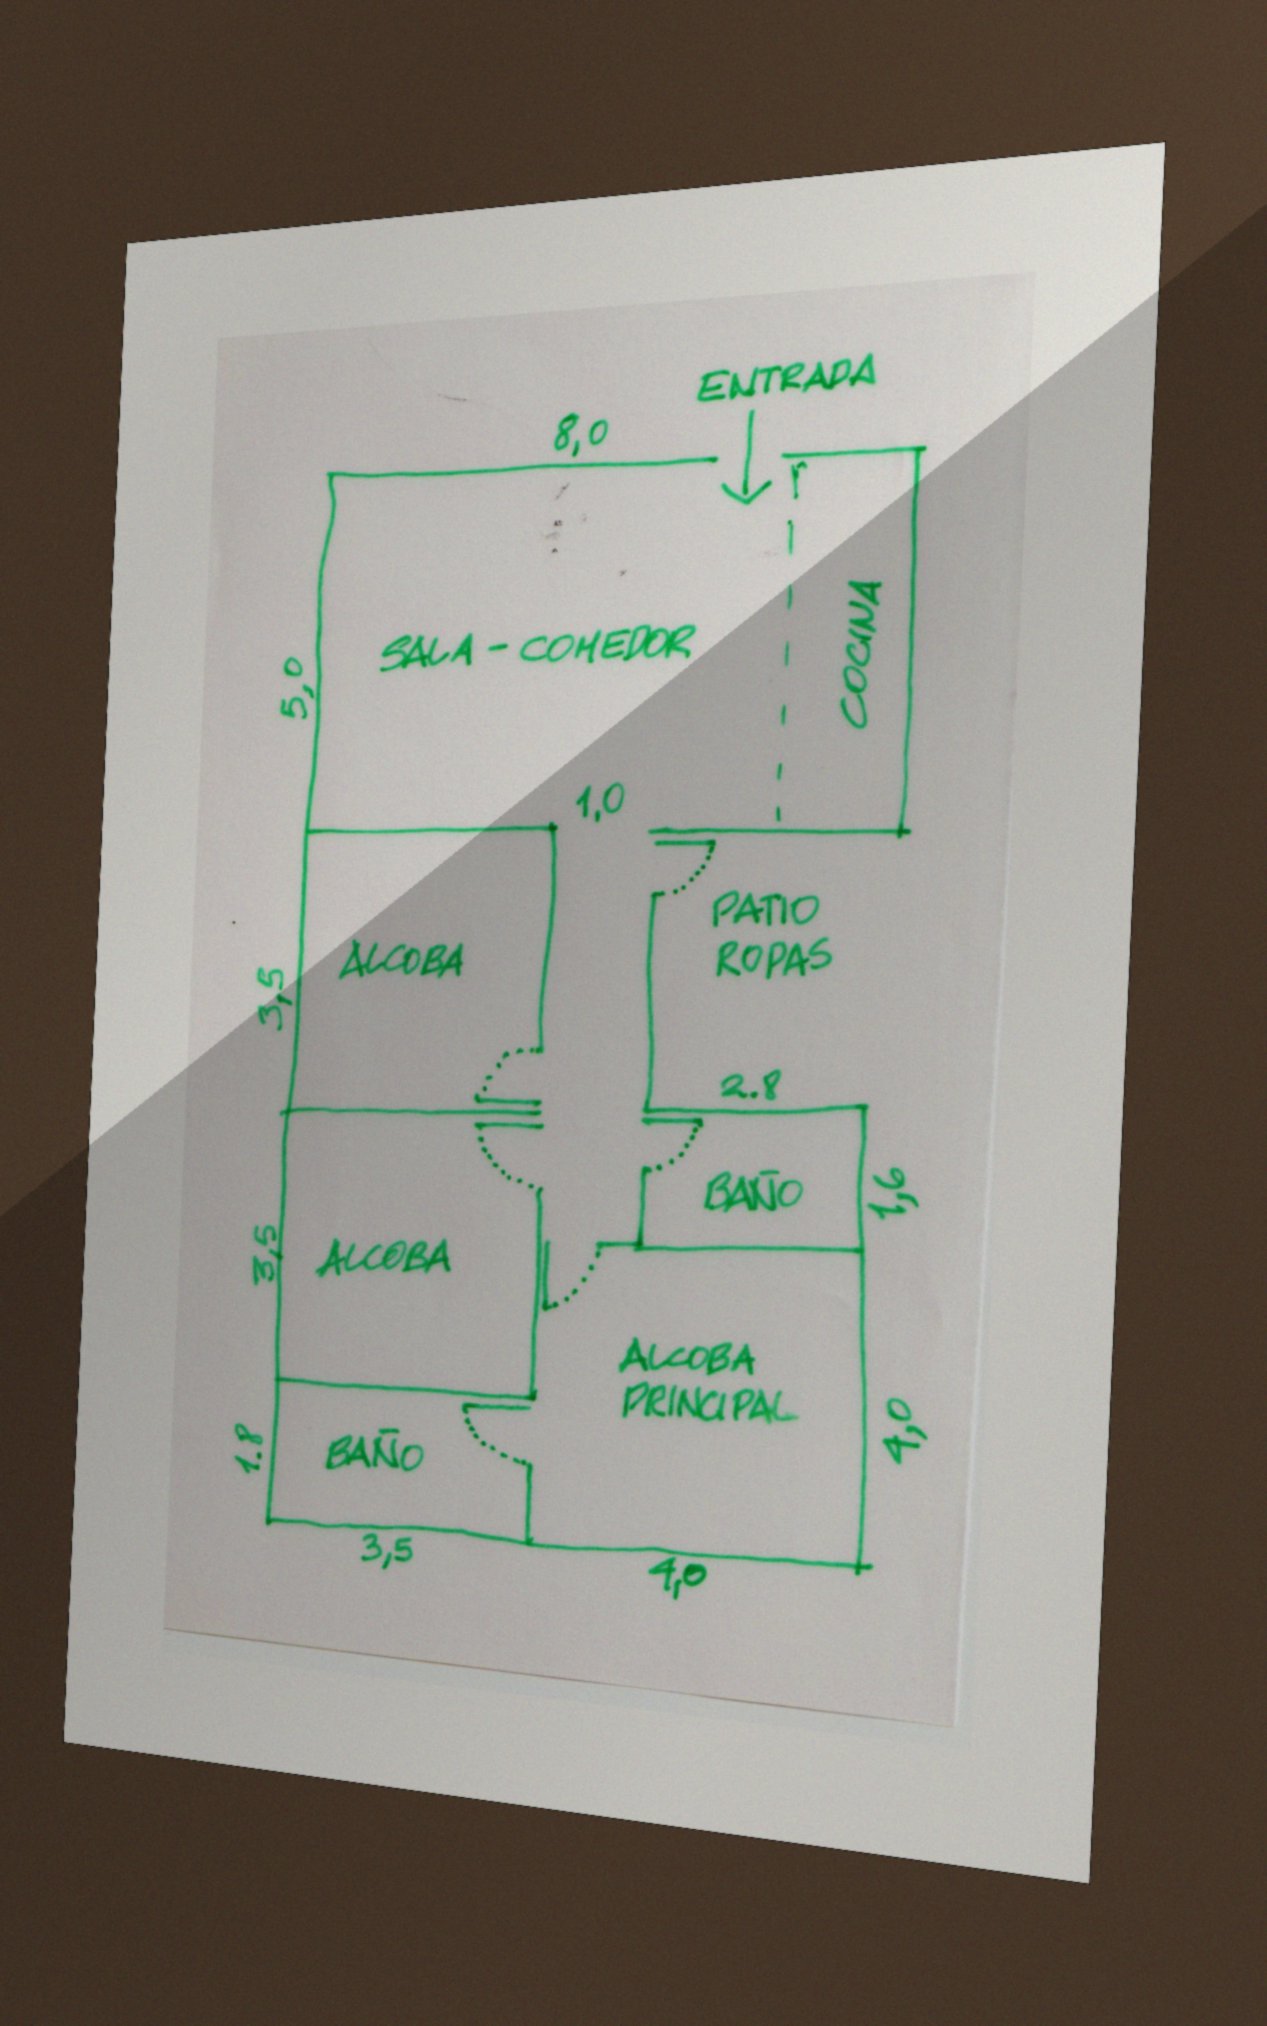 ENTRADA
8,0
SALA - COMEDOR
COCINA
5,0
1,0
ALCOBA
PATIO
ROPAS
3,5
2.8
BAÑO
1,6
ALCOBA
3,5
ALCOBA
PRINCIPAL
4,0
BAÑO
1.8
3,5
4,0